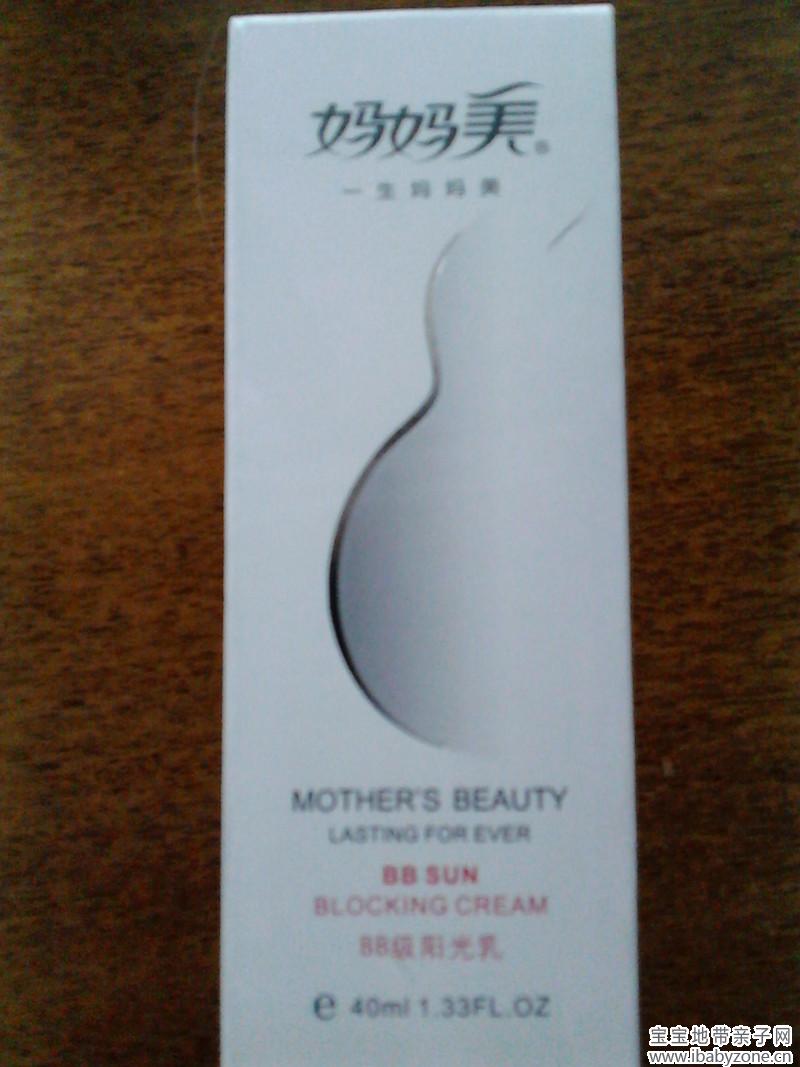 妈妈美®
一生妈妈美
MOTHER'S BEAUTY
LASTING FOR EVER
BB SUN
BLOCKING CREAM
BB级阳光乳
e 40ml 1.33FL.OZ
宝宝地带亲子网
www.ibabyzone.cn